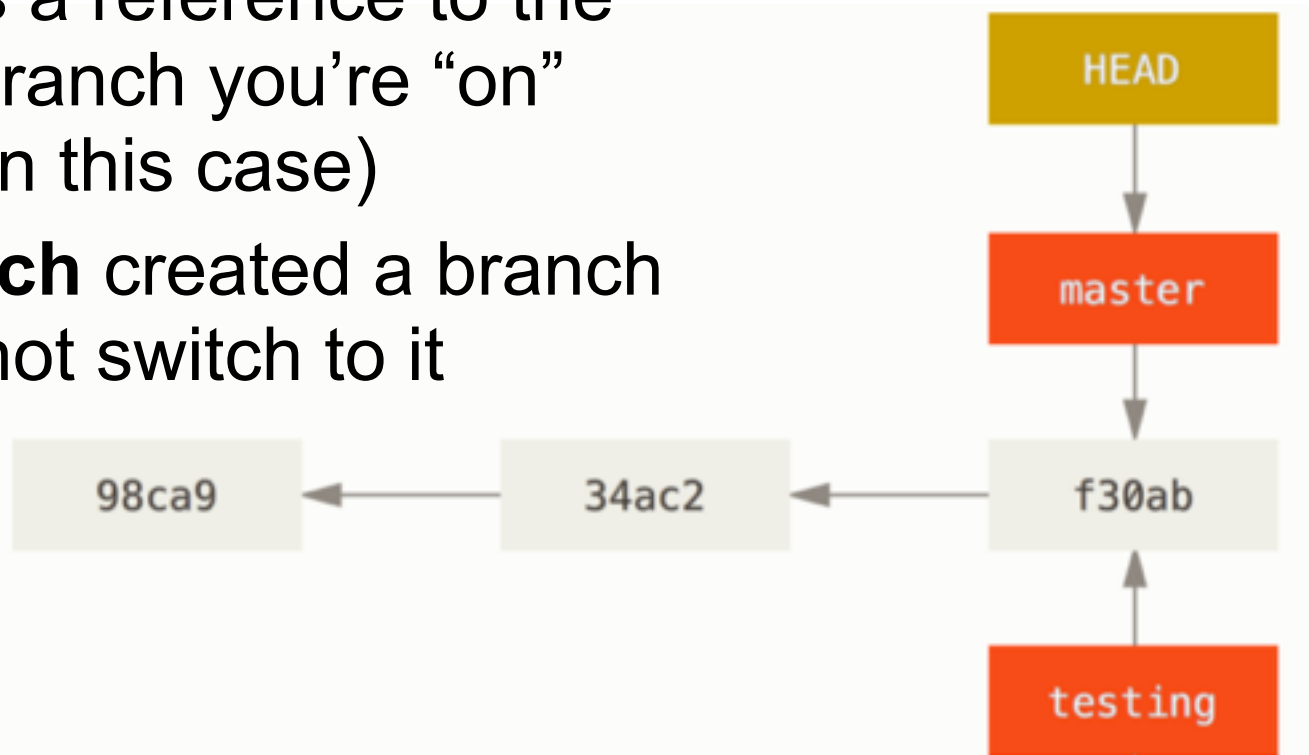 s a reference to the
ranch you're “on”
n this case)
ch created a branch
not switch to it
HEAD
master
98ca9 34ac2 f30ab
testing